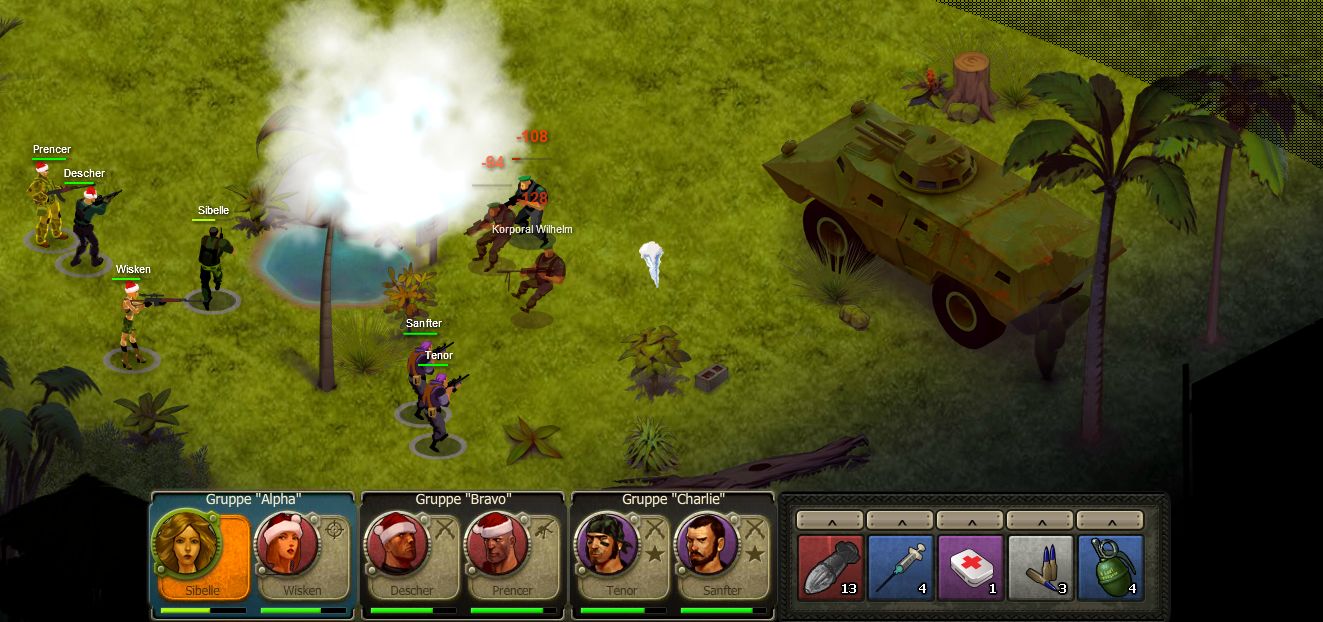 -108
Prencer
-94
Descher
-128
Sibelle
Korporal Wilhelm
Wisken
Sanfter
Tenor
Gruppe "Alpha"
Gruppe "Bravo"
Gruppe "Charlie"
Sibelle
Wisken
Descher
Prencer
Tenor
Sanfter
13
4
1
3
4